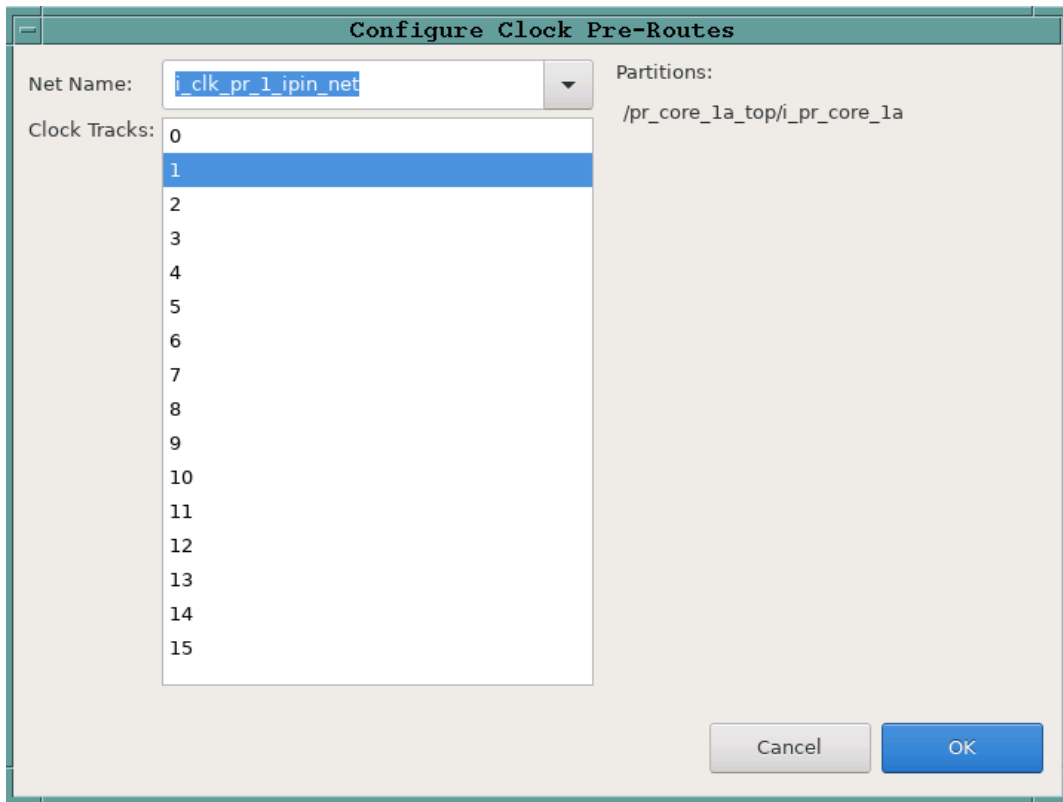 Configure Clock Pre-Routes
Net Name:
i_clk_pr_1_ipin_net
Partitions:
/pr_core_1a_top/i_pr_core_1a
Clock Tracks:
0
1
2
3
4
5
6
7
8
9
10
11
12
13
14
15
Cancel
OK